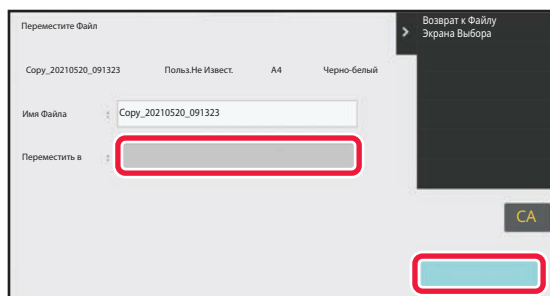 Переместите Файл
Возврат к Файлу
Экрана Выбора
Copy_20210520_091323 Польз.Не Извест. A4 Черно-белый
Имя Файла : Copy_20210520_091323
Переместить в :
CA